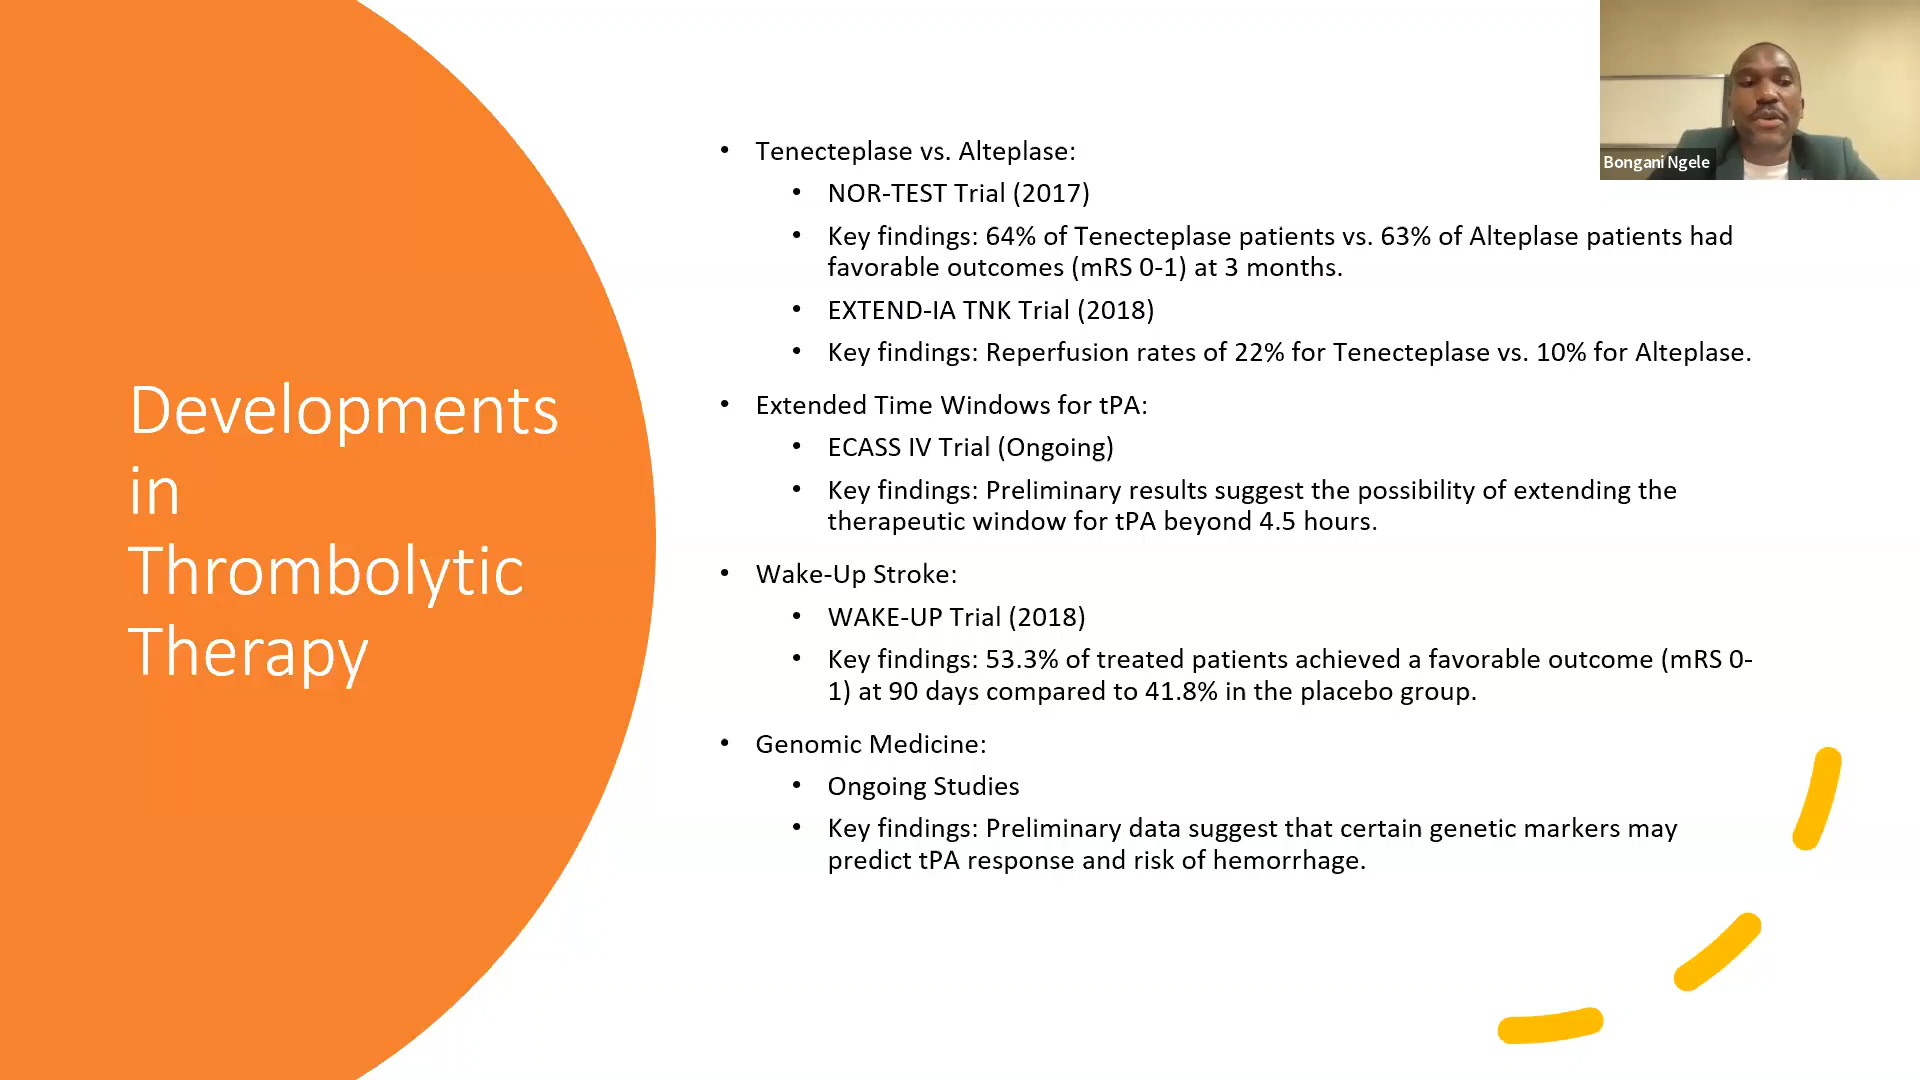 Developments
in
Thrombolytic
Therapy
• Tenecteplase vs. Alteplase:
• NOR-TEST Trial (2017)
• Key findings: 64% of Tenecteplase patients vs. 63% of Alteplase patients had
favorable outcomes (mRS 0-1) at 3 months.
• EXTEND-IA TNK Trial (2018)
• Key findings: Reperfusion rates of 22% for Tenecteplase vs. 10% for Alteplase.
• Extended Time Windows for tPA:
• ECASS IV Trial (Ongoing)
• Key findings: Preliminary results suggest the possibility of extending the
therapeutic window for tPA beyond 4.5 hours.
• Wake-Up Stroke:
• WAKE-UP Trial (2018)
• Key findings: 53.3% of treated patients achieved a favorable outcome (mRS 0-
1) at 90 days compared to 41.8% in the placebo group.
• Genomic Medicine:
• Ongoing Studies
• Key findings: Preliminary data suggest that certain genetic markers may
predict tPA response and risk of hemorrhage.
Bongani Ngele